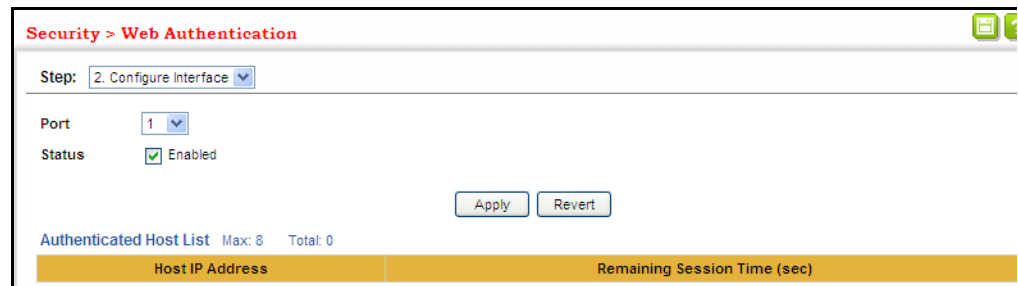 Security > Web Authentication
?
Step: 2. Configure Interface
Port 1
Status Enabled
Apply Revert
Authenticated Host List Max: 8 Total: 0
Host IP Address Remaining Session Time (sec)